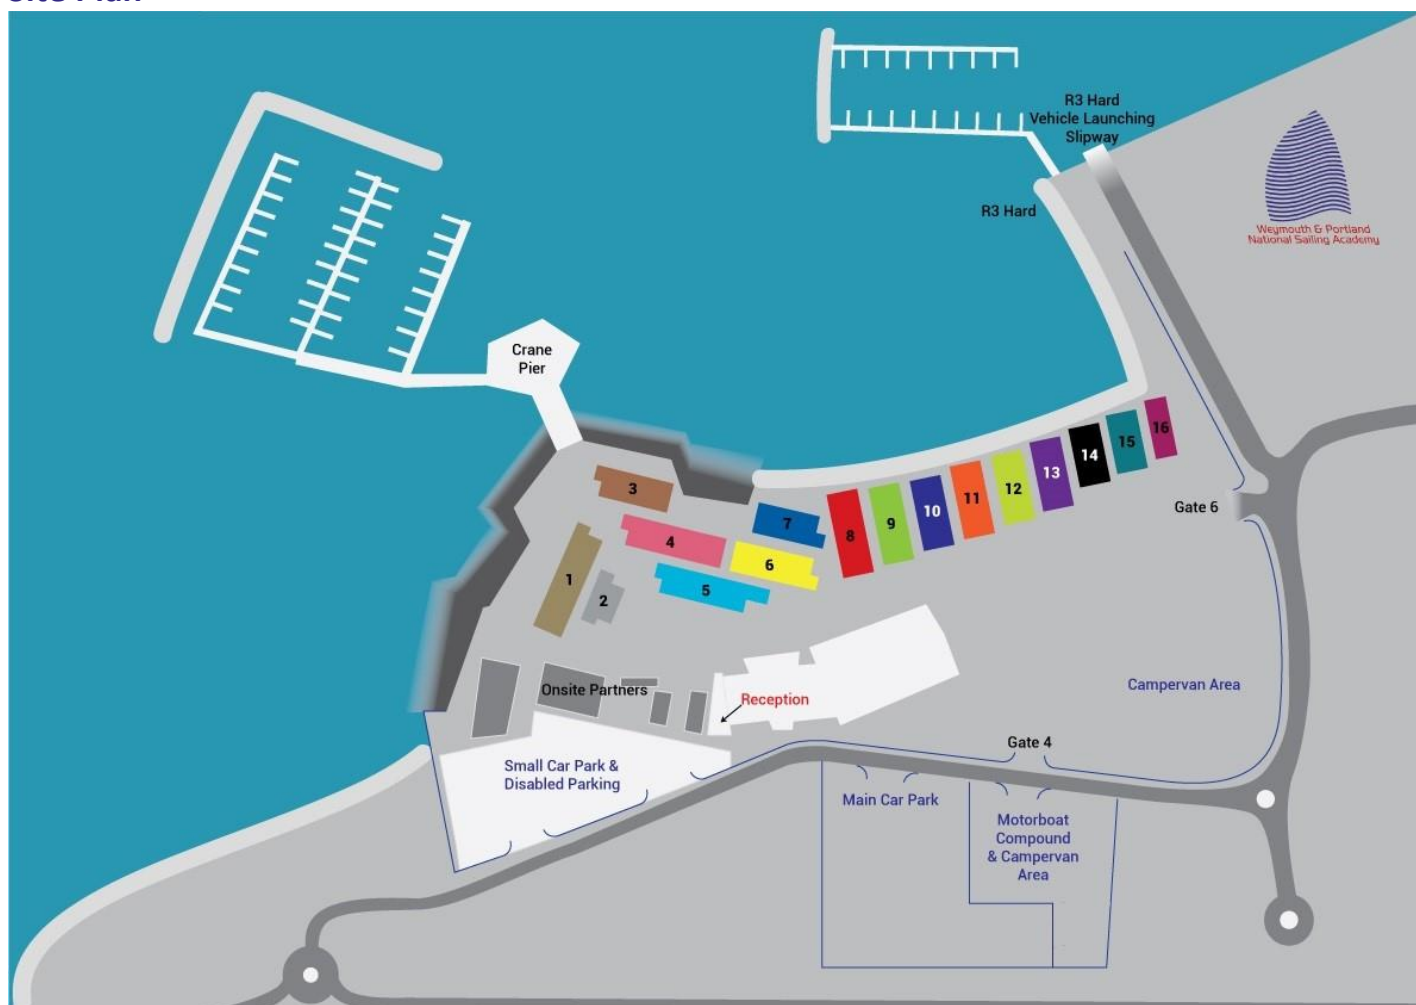 Site Plan
R3 Hard
Vehicle Launching
Slipway
R3 Hard
Weymouth & Portland
National Sailing Academy
Crane
Pier
16
15
14
13
12
11
10
9
8
7
3
4
6
5
1
2
Gate 6
Onsite Partners
Reception
Campervan Area
Gate 4
Small Car Park &
Disabled Parking
Main Car Park
Motorboat
Compound
& Campervan
Area